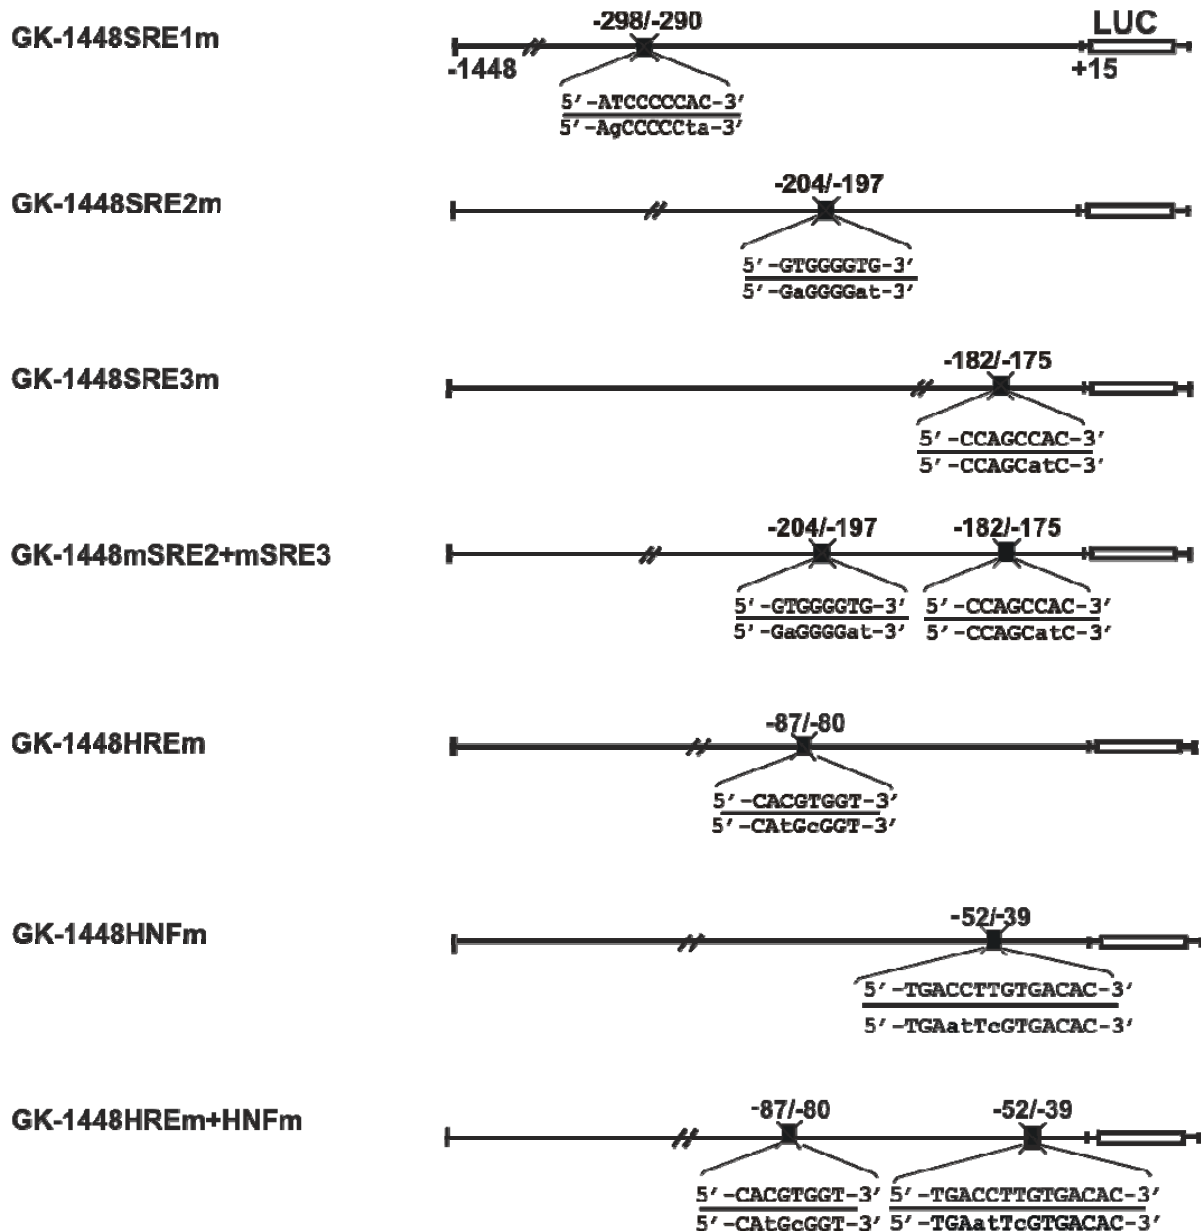 GK-1448SRE1m
-298/-290
LUC
-1448
+15
5′-ATCCCCCAC-3′
5′-AgCCCCCta-3′
GK-1448SRE2m
-204/-197
5′-GTGGGGTG-3′
5′-GaGGGGat-3′
GK-1448SRE3m
-182/-175
5′-CCAGCCAC-3′
5′-CCAGCatC-3′
GK-1448mSRE2+mSRE3
-204/-197
-182/-175
5′-GTGGGGTG-3′
5′-CCAGCCAC-3′
5′-GaGGGGat-3′
5′-CCAGCatC-3′
GK-1448HREm
-87/-80
5′-CACGTGGT-3′
5′-CAtGcGGT-3′
GK-1448HNFm
-52/-39
5′-TGACCTTGTGACAC-3′
5′-TGAatTcGTGACAC-3′
GK-1448HREm+HNFm
-87/-80
-52/-39
5′-CACGTGGT-3′
5′-TGACCTTGTGACAC-3′
5′-CAtGcGGT-3′
5′-TGAatTcGTGACAC-3′